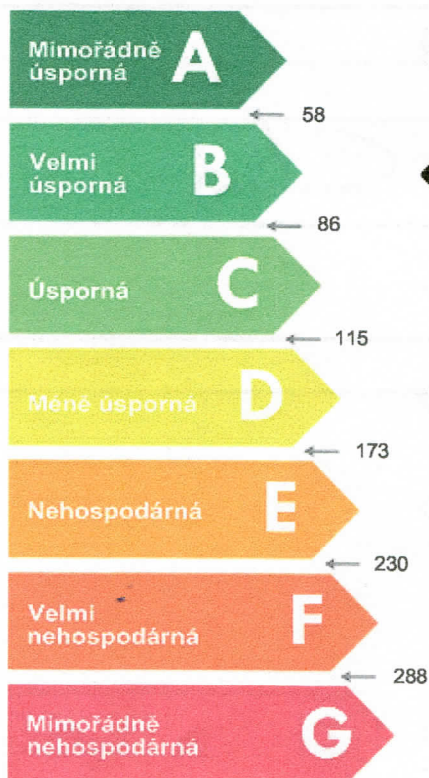 Mimořádně
úsporná
A
58
Velmi
úsporná
B
86
Úsporná
C
115
Méně úsporná
D
173
Nehospodárná
E
230
Velmi
nehospodárná
F
288
Mimořádně
nehospodárná
G